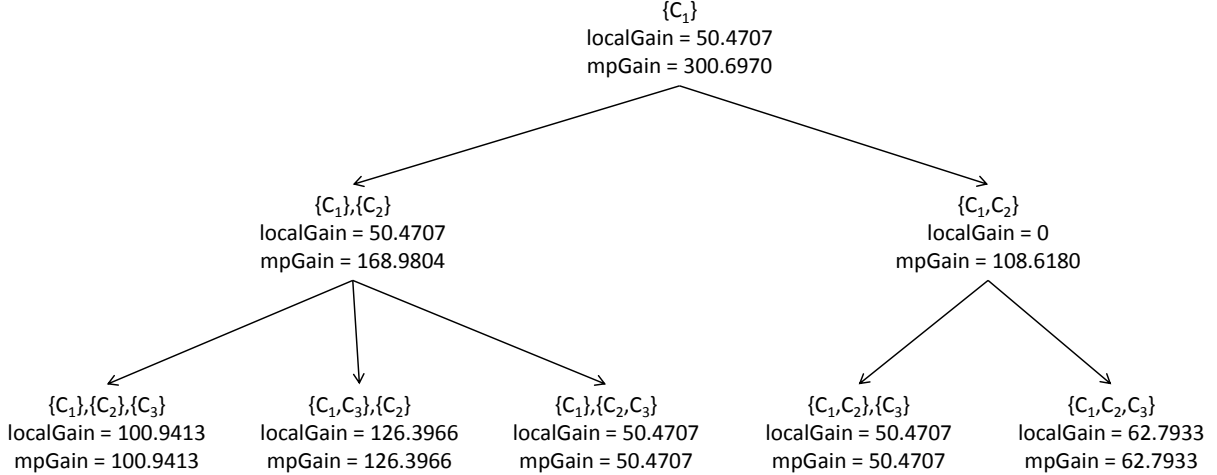 {C₁}
localGain = 50.4707
mpGain = 300.6970
{C₁},{C₂}
localGain = 50.4707
mpGain = 168.9804
{C₁,C₂}
localGain = 0
mpGain = 108.6180
{C₁},{C₂},{C₃}
localGain = 100.9413
mpGain = 100.9413
{C₁,C₃},{C₂}
localGain = 126.3966
mpGain = 126.3966
{C₁},{C₂,C₃}
localGain = 50.4707
mpGain = 50.4707
{C₁,C₂},{C₃}
localGain = 50.4707
mpGain = 50.4707
{C₁,C₂,C₃}
localGain = 62.7933
mpGain = 62.7933